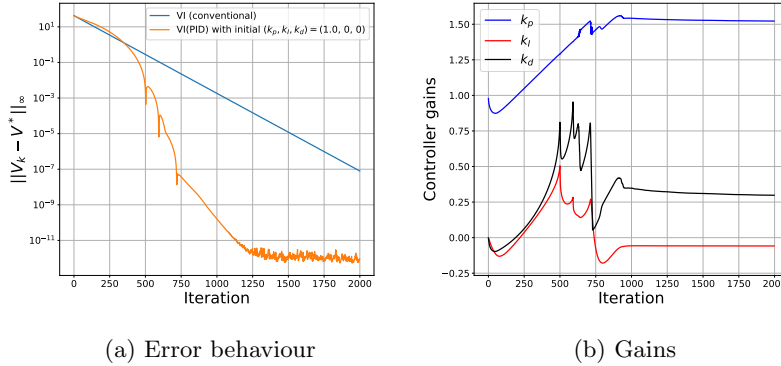 VI (conventional)
VI(PID) with initial (k_p, k_I, k_d) = (1.0, 0, 0)
10^1
10^-1
10^-3
10^-5
10^-7
10^-9
10^-11
||V_k − V^*||_∞
0 250 500 750 1000 1250 1500 1750 2000
Iteration
(a) Error behaviour
k_p
k_I
k_d
1.50
1.25
1.00
0.75
0.50
0.25
0.00
−0.25
Controller gains
0 250 500 750 1000 1250 1500 1750 2000
Iteration
(b) Gains